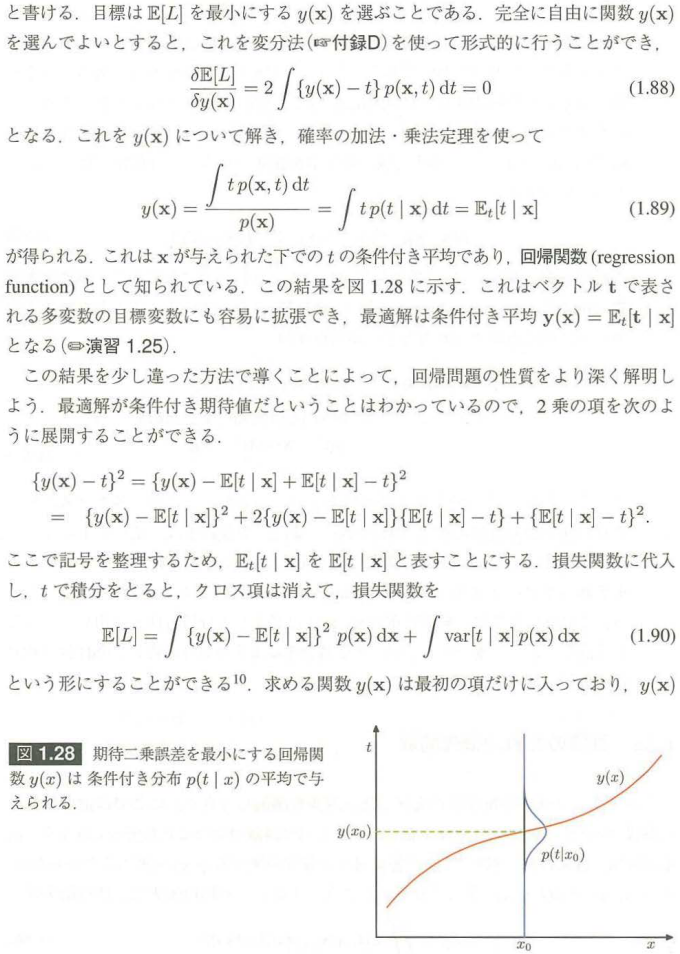 と書ける．目標は 𝔼[L] を最小にする y(x) を選ぶことである．完全に自由に関数 y(x)
を選んでよいとすると，これを変分法(☞付録D)を使って形式的に行うことができ，
δ𝔼[L]/δy(x) = 2∫{y(x) − t} p(x, t) dt = 0 (1.88)
となる．これを y(x) について解き，確率の加法・乗法定理を使って
y(x) = ∫ t p(x, t) dt / p(x) = ∫ t p(t | x) dt = 𝔼ₜ[t | x] (1.89)
が得られる．これは x が与えられた下での t の条件付き平均であり，回帰関数 (regression
function) として知られている．この結果を図 1.28 に示す．これはベクトル t で表さ
れる多変数の目標変数にも容易に拡張でき，最適解は条件付き平均 y(x) = 𝔼ₜ[t | x]
となる(✏演習 1.25)．
この結果を少し違った方法で導くことによって，回帰問題の性質をより深く解明し
よう．最適解が条件付き期待値だということはわかっているので，2 乗の項を次のよ
うに展開することができる．
{y(x) − t}² = {y(x) − 𝔼[t | x] + 𝔼[t | x] − t}²
= {y(x) − 𝔼[t | x]}² + 2{y(x) − 𝔼[t | x]}{𝔼[t | x] − t} + {𝔼[t | x] − t}².
ここで記号を整理するため，𝔼ₜ[t | x] を 𝔼[t | x] と表すことにする．損失関数に代入
し，t で積分をとると，クロス項は消えて，損失関数を
𝔼[L] = ∫ {y(x) − 𝔼[t | x]}² p(x) dx + ∫ var[t | x] p(x) dx (1.90)
という形にすることができる¹⁰．求める関数 y(x) は最初の項だけに入っており，y(x)
図 1.28 期待二乗誤差を最小にする回帰関
数 y(x) は 条件付き分布 p(t | x) の平均で与
えられる．
t
y(x)
y(x₀)
p(t|x₀)
x₀
x